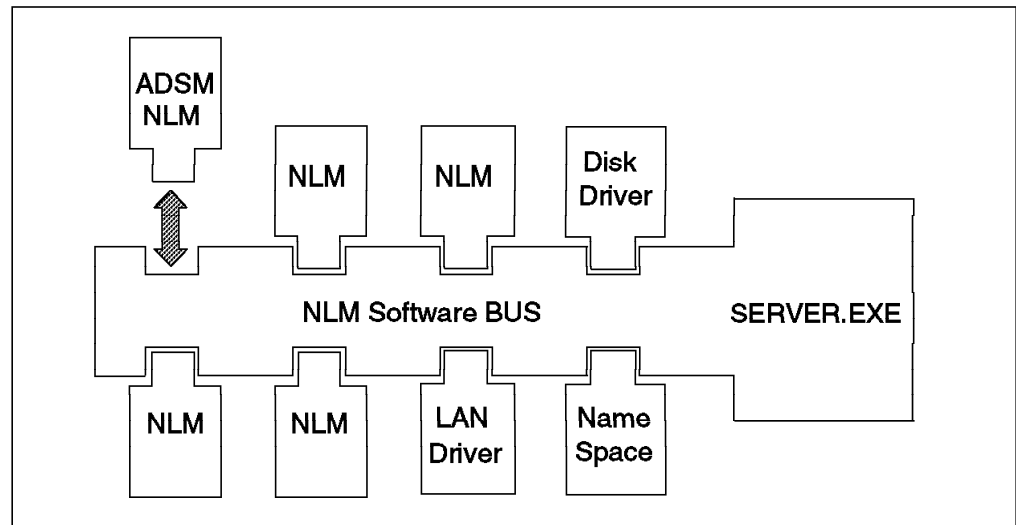 ADSM
NLM
NLM
NLM
Disk
Driver
NLM Software BUS
SERVER.EXE
NLM
NLM
LAN
Driver
Name
Space